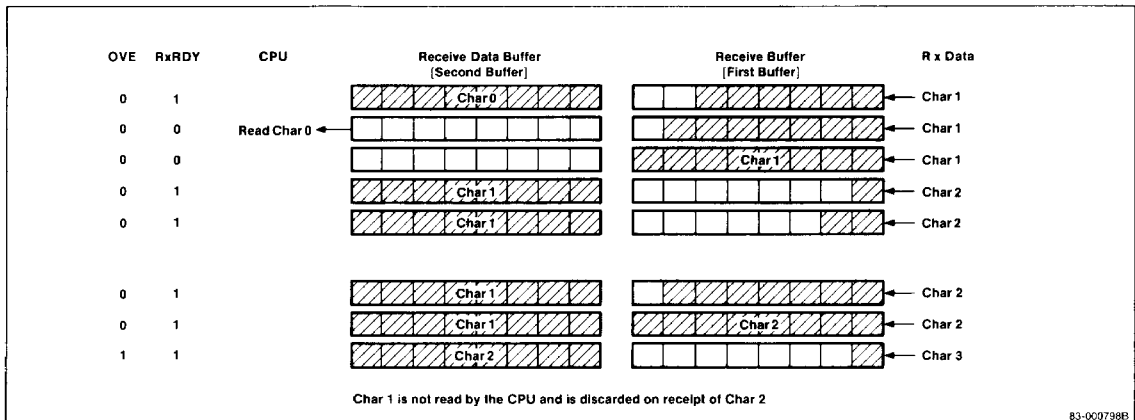 OVE RxRDY CPU Receive Data Buffer Receive Buffer R x Data
[Second Buffer] [First Buffer]
0 1 Char 0 Char 1
0 0 Read Char 0 Char 1
0 0 Char 1 Char 1
0 1 Char 1 Char 2
0 1 Char 1 Char 2
0 1 Char 1 Char 2
0 1 Char 1 Char 2 Char 2
1 1 Char 2 Char 3
Char 1 is not read by the CPU and is discarded on receipt of Char 2
83-000798B